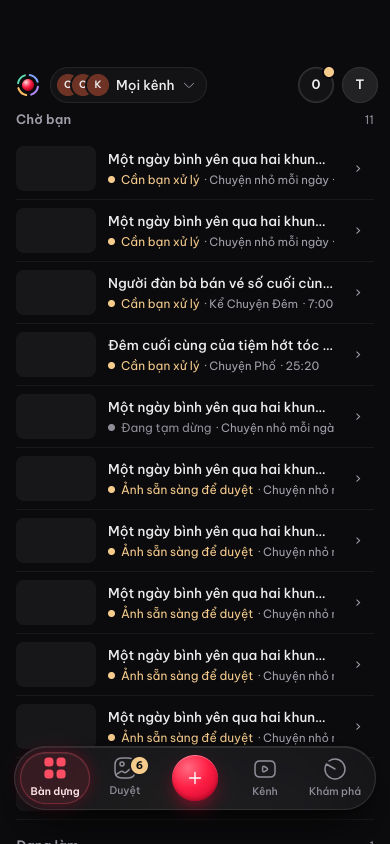 C C K Mọi kênh 0 T
Chờ bạn 11
Một ngày bình yên qua hai khun...
Cần bạn xử lý · Chuyện nhỏ mỗi ngày ·
Một ngày bình yên qua hai khun...
Cần bạn xử lý · Chuyện nhỏ mỗi ngày ·
Người đàn bà bán vé số cuối cùn...
Cần bạn xử lý · Kể Chuyện Đêm · 7:00
Đêm cuối cùng của tiệm hớt tóc ...
Cần bạn xử lý · Chuyện Phố · 25:20
Một ngày bình yên qua hai khun...
Đang tạm dừng · Chuyện nhỏ mỗi ngà
Một ngày bình yên qua hai khun...
Ảnh sẵn sàng để duyệt · Chuyện nhỏ
Một ngày bình yên qua hai khun...
Ảnh sẵn sàng để duyệt · Chuyện nhỏ
Một ngày bình yên qua hai khun...
Ảnh sẵn sàng để duyệt · Chuyện nhỏ
Một ngày bình yên qua hai khun...
Ảnh sẵn sàng để duyệt · Chuyện nhỏ
Một ngày bình yên qua hai khun...
Ảnh sẵn sàng để duyệt · Chuyện nhỏ
6
Bàn dựng Duyệt Kênh Khám phá